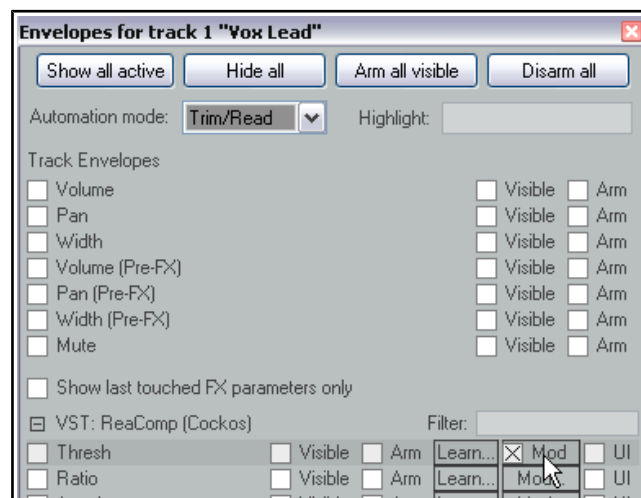 Envelopes for track 1 "Vox Lead"
Show all active Hide all Arm all visible Disarm all
Automation mode: Trim/Read Highlight:
Track Envelopes
Volume Visible Arm
Pan Visible Arm
Width Visible Arm
Volume (Pre-FX) Visible Arm
Pan (Pre-FX) Visible Arm
Width (Pre-FX) Visible Arm
Mute Visible Arm
Show last touched FX parameters only
VST: ReaComp (Cockos) Filter:
Thresh Visible Arm Learn... Mod UI
Ratio Visible Arm Learn... Mod... UI